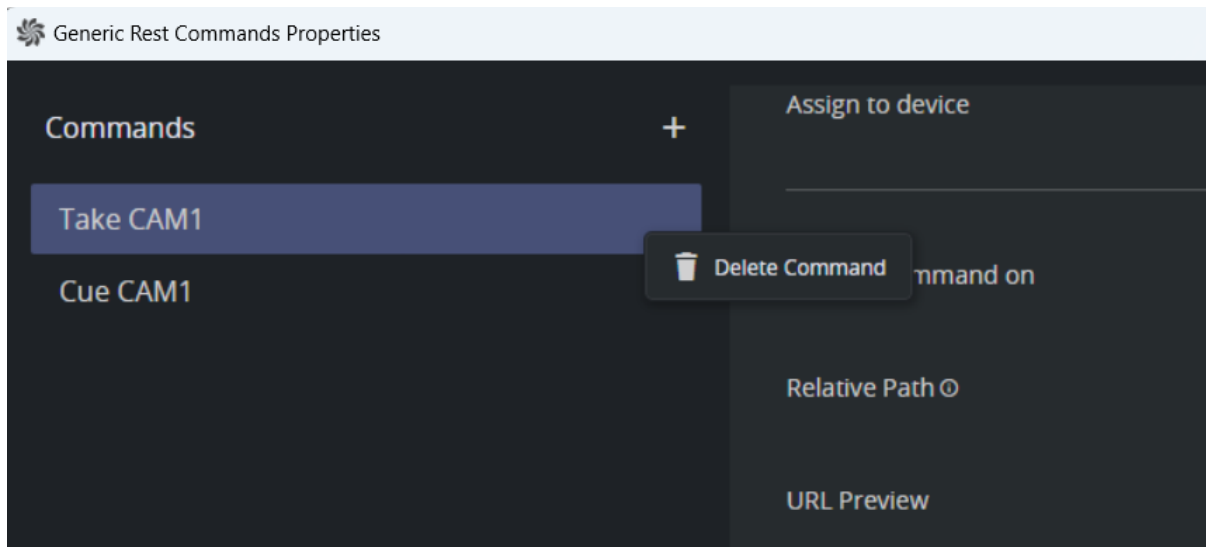 Generic Rest Commands Properties
Commands
+
Take CAM1
Cue CAM1
Delete Command
Assign to device
on
Relative Path
URL Preview